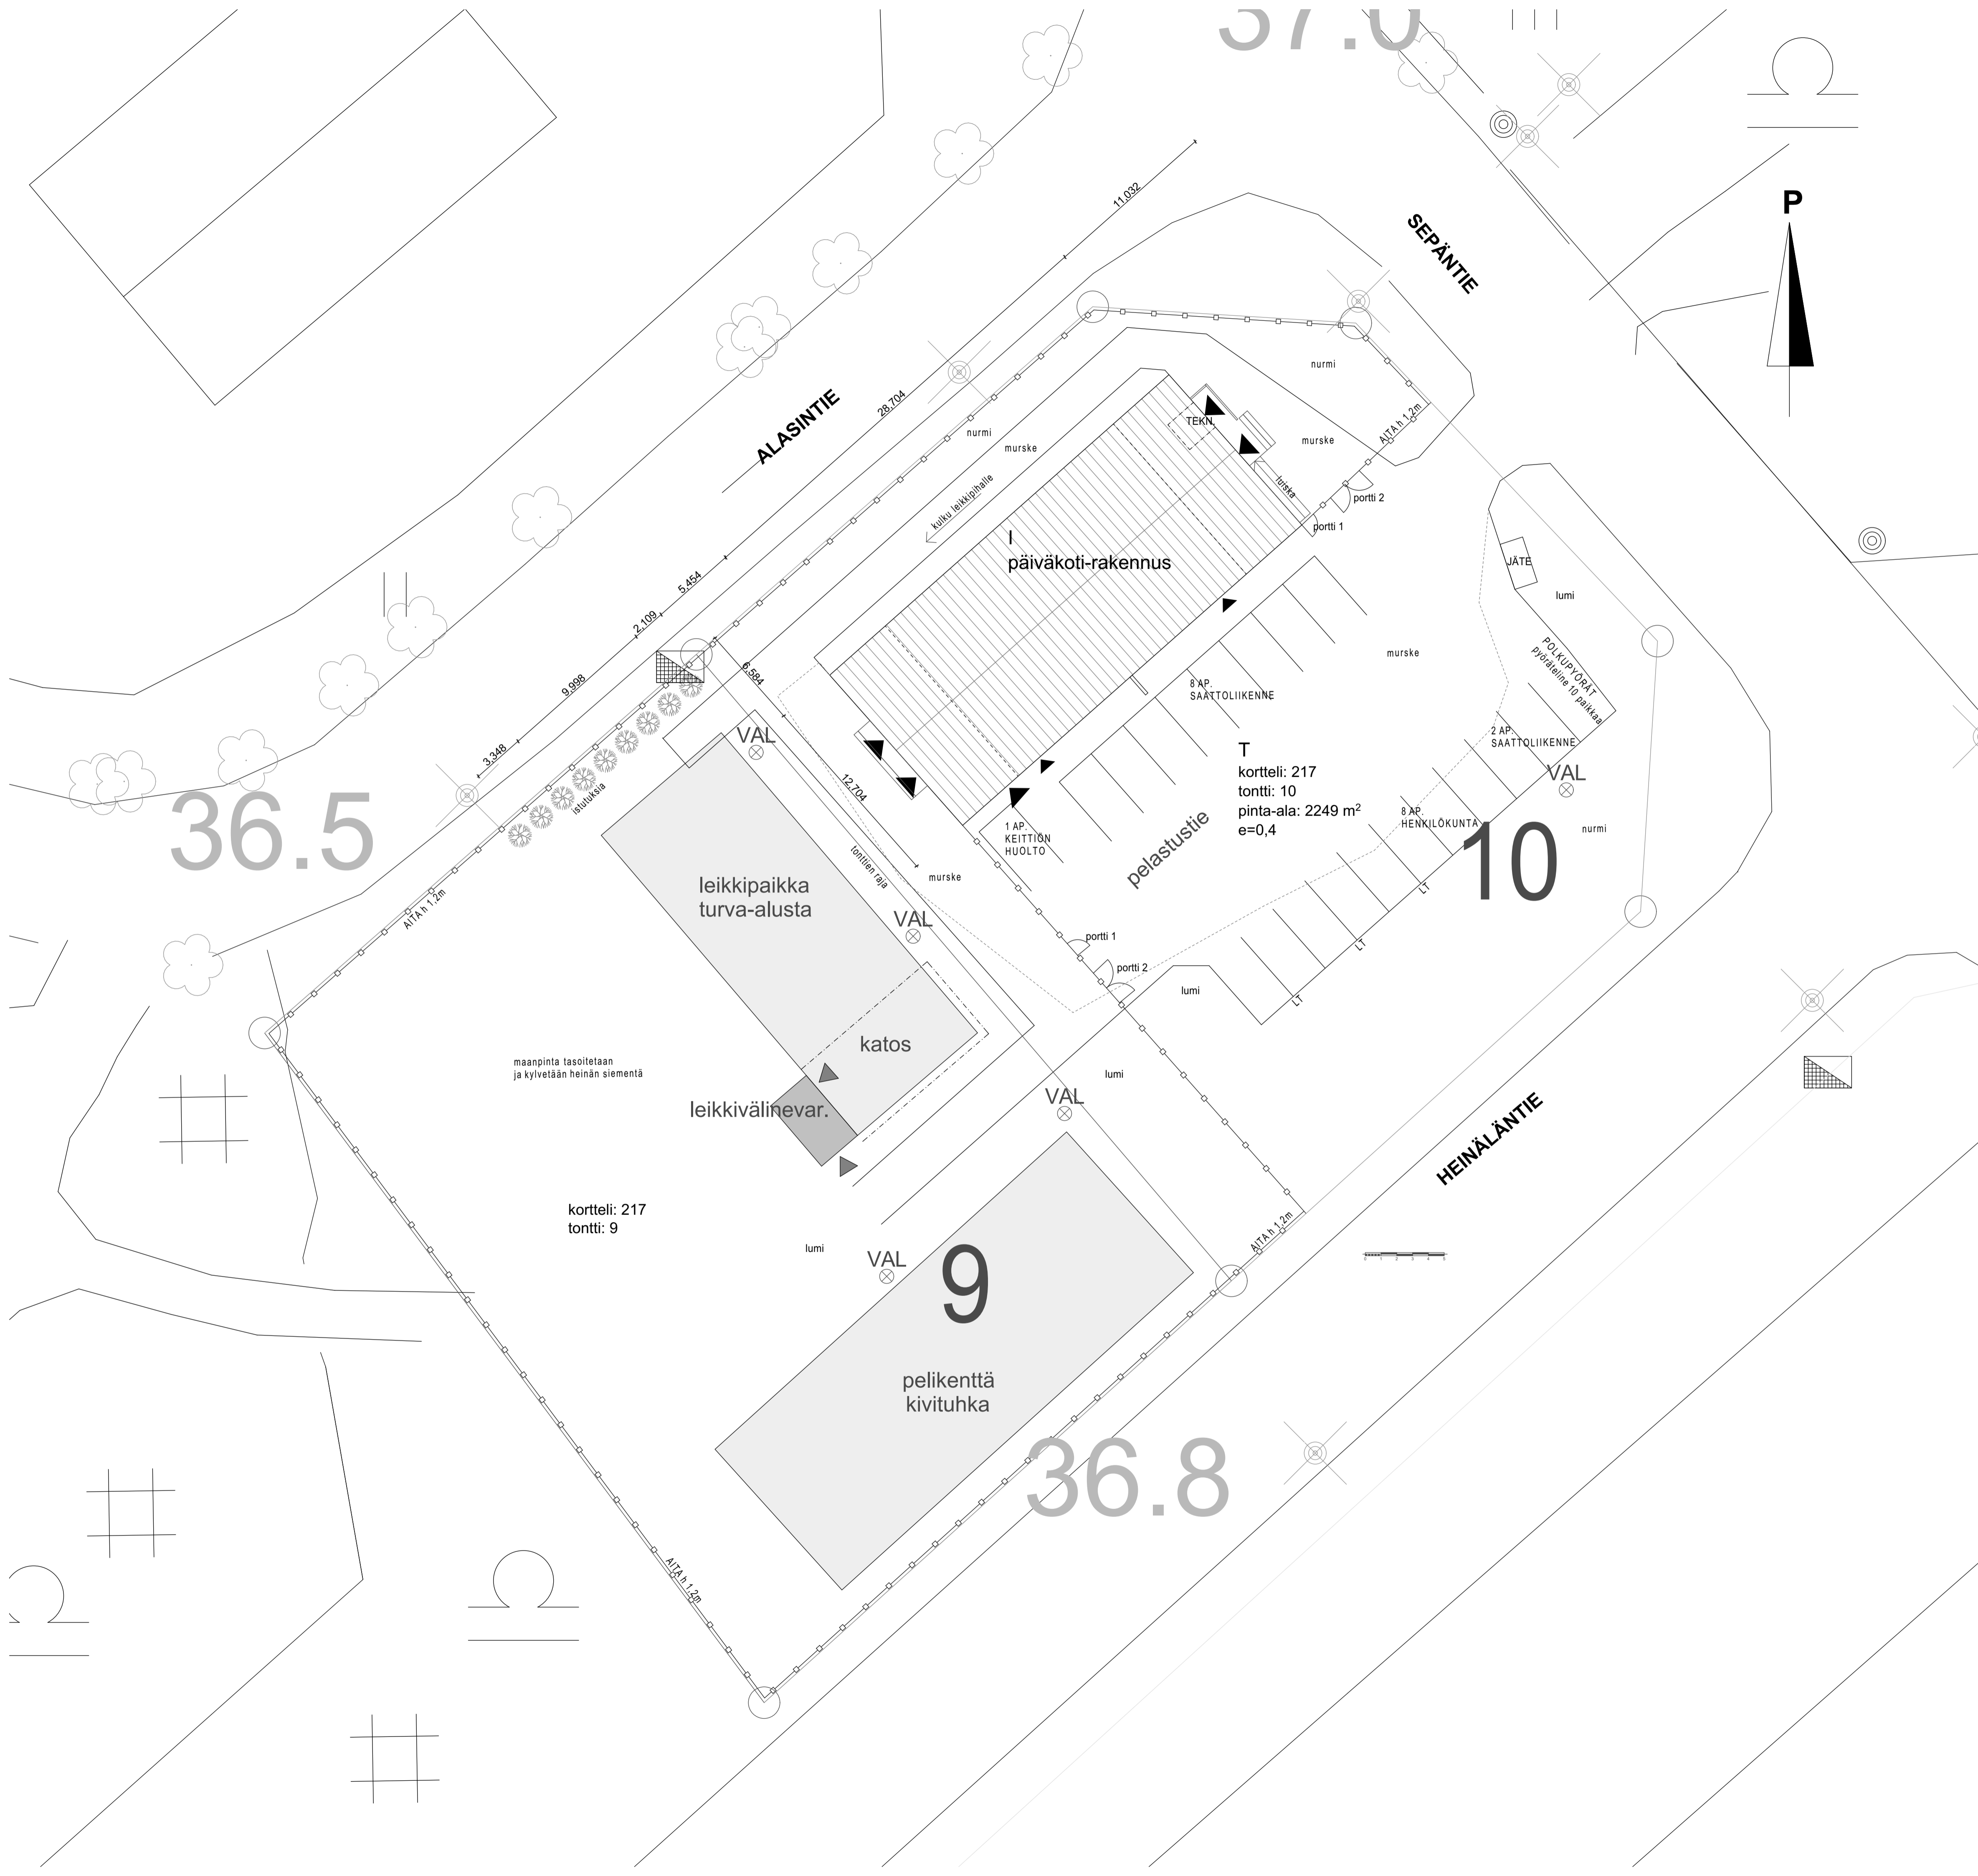 37.0
P
SEPÄNTIE
11,032
nurmi
ALASINTIE
28,704
TEKN.
AITA h 1,2m
nurmi
murske
murske
luiska
kulku leikkipihalle
portti 2
portti 1
I
päiväkoti-rakennus
JÄTE
lumi
5,454
2,109
POLKUPYÖRÄT
pyöräteline 10 paikkaa
murske
6,584
9,998
8 AP.
SAATTOLIIKENNE
3,348
VAL
2 AP.
SAATTOLIIKENNE
T
kortteli: 217
tontti: 10
pinta-ala: 2249 m²
e=0,4
VAL
12,704
istutuksia
36.5
1 AP.
KEITTIÖN
HUOLTO
pelastustie
8 AP.
HENKILÖKUNTA
10
nurmi
tonttien raja
murske
leikkipaikka
turva-alusta
AITA h 1,2m
VAL
LT
portti 1
LT
portti 2
lumi
LT
katos
maanpinta tasoitetaan
ja kylvetään heinän siementä
lumi
VAL
leikkivälinevar.
HEINÄLÄNTIE
kortteli: 217
tontti: 9
AITA h 1,2m
lumi
VAL
9
pelikenttä
kivituhka
36.8
AITA h 1,2m